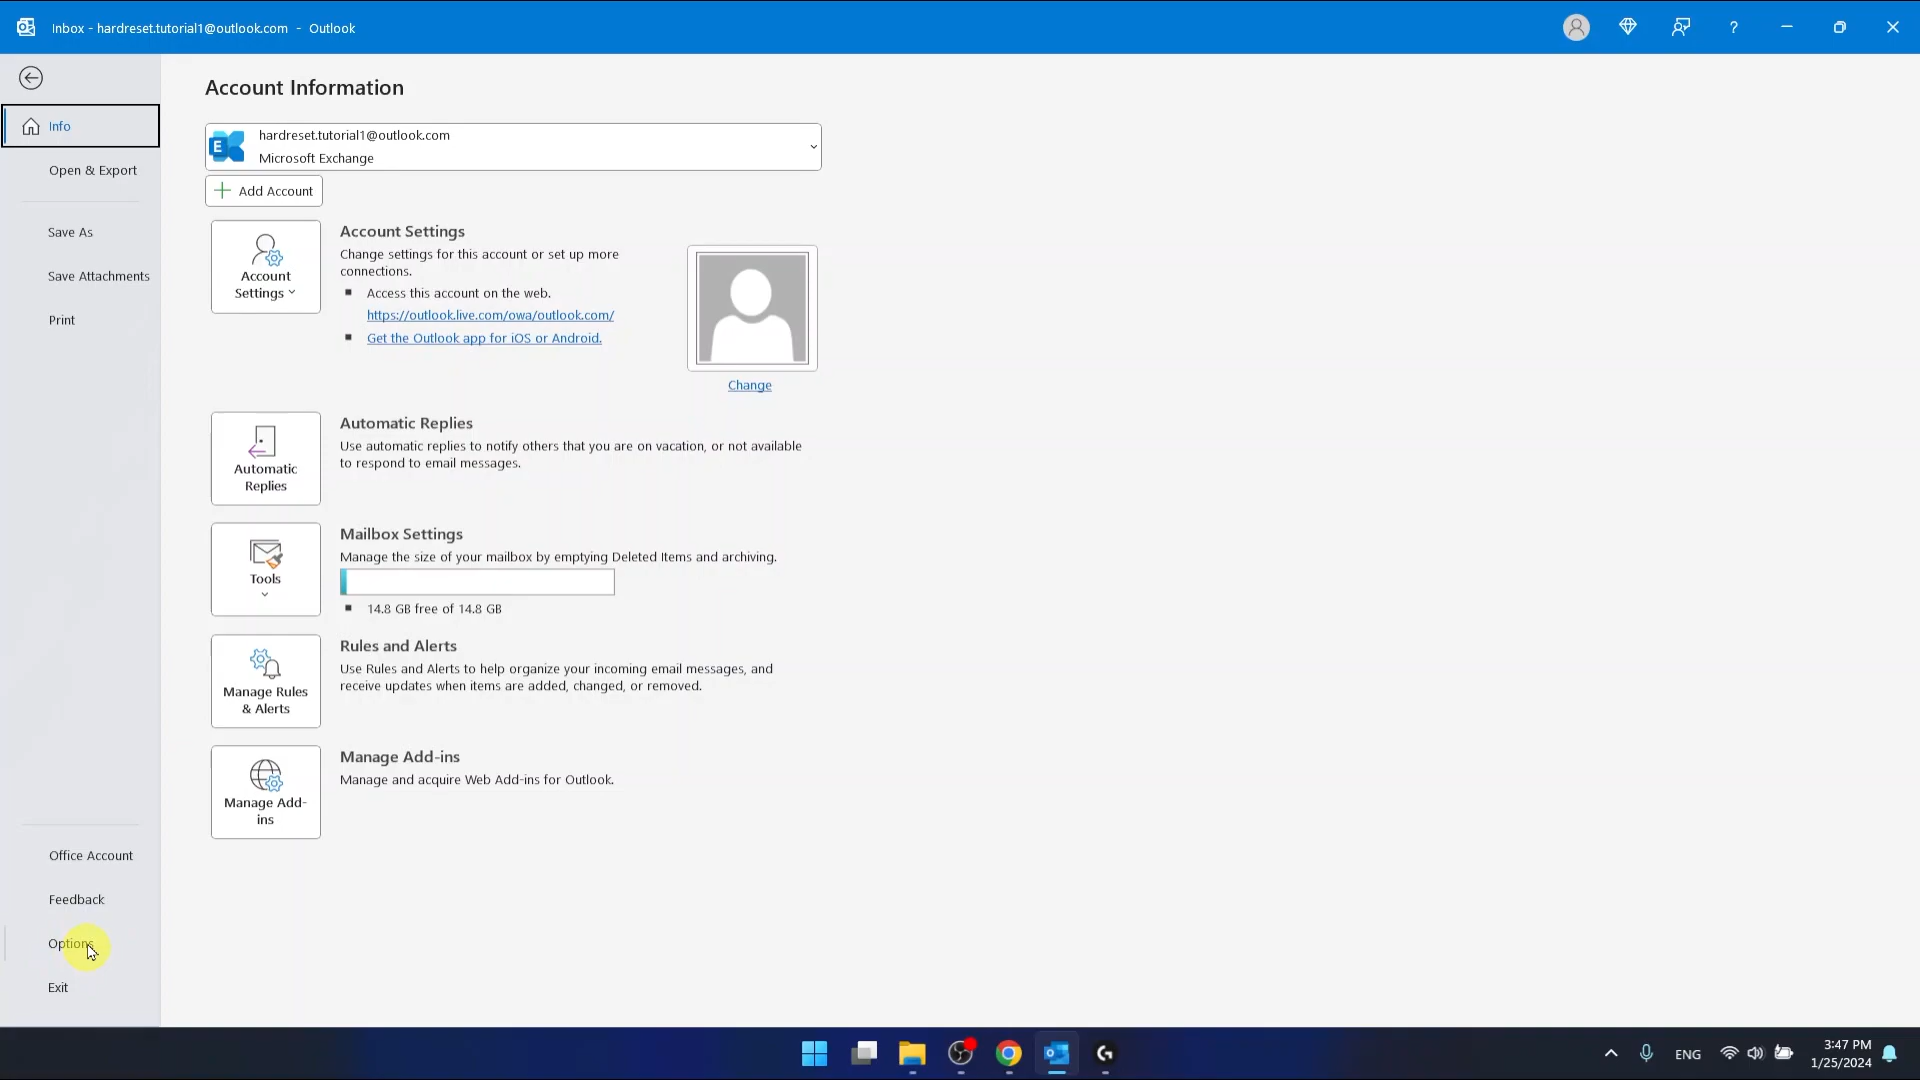 Inbox - hardreset.tutorial1@outlook.com - Outlook
?
Info
Open & Export
Save As
Save Attachments
Print
Office Account
Feedback
Options
Exit
Account Information
E
hardreset.tutorial1@outlook.com
Microsoft Exchange
Add Account
Account
Settings
Account Settings
Change settings for this account or set up more
connections.
Access this account on the web.
https://outlook.live.com/owa/outlook.com/
Get the Outlook app for iOS or Android.
Change
Automatic
Replies
Automatic Replies
Use automatic replies to notify others that you are on vacation, or not available
to respond to email messages.
Tools
Mailbox Settings
Manage the size of your mailbox by emptying Deleted Items and archiving.
14.8 GB free of 14.8 GB
Manage Rules
& Alerts
Rules and Alerts
Use Rules and Alerts to help organize your incoming email messages, and
receive updates when items are added, changed, or removed.
Manage Add-
ins
Manage Add-ins
Manage and acquire Web Add-ins for Outlook.
ENG
3:47 PM
1/25/2024